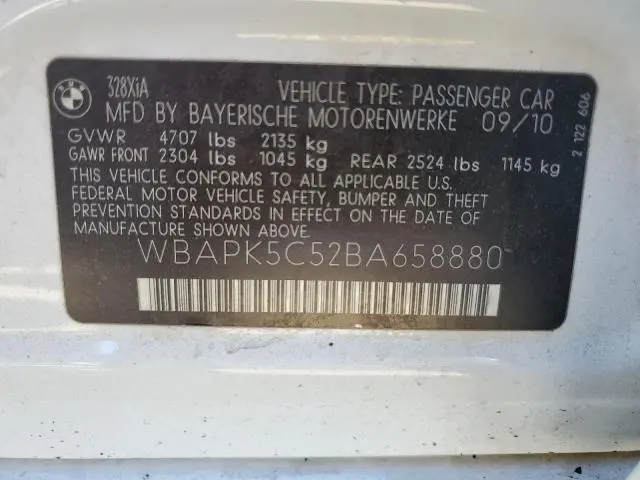 BMW
328XiA VEHICLE TYPE: PASSENGER CAR
MFD BY BAYERISCHE MOTORENWERKE 09/10
GVWR 4707 lbs 2135 kg
GAWR FRONT 2304 lbs 1045 kg REAR 2524 lbs 1145 kg
THIS VEHICLE CONFORMS TO ALL APPLICABLE U.S.
FEDERAL MOTOR VEHICLE SAFETY, BUMPER AND THEFT
PREVENTION STANDARDS IN EFFECT ON THE DATE OF
MANUFACTURE SHOWN ABOVE.
WBAPK5C52BA658880
2 122 606